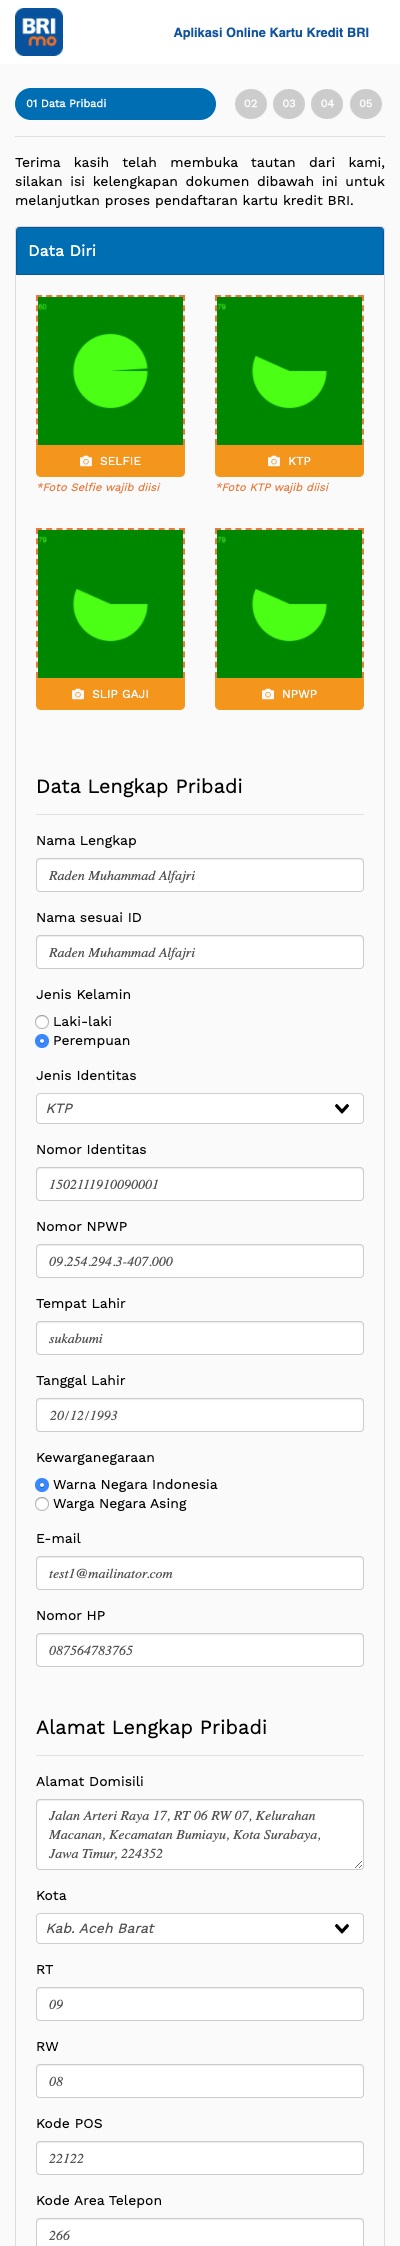 BRI
mo
Aplikasi Online Kartu Kredit BRI
01 Data Pribadi
02
03
04
05
Terima kasih telah membuka tautan dari kami,
silakan isi kelengkapan dokumen dibawah ini untuk
melanjutkan proses pendaftaran kartu kredit BRI.
Data Diri
79
SELFIE
KTP
*Foto Selfie wajib diisi
*Foto KTP wajib diisi
79
79
SLIP GAJI
NPWP
Data Lengkap Pribadi
Nama Lengkap
Raden Muhammad Alfajri
Nama sesuai ID
Raden Muhammad Alfajri
Jenis Kelamin
Laki-laki
Perempuan
Jenis Identitas
KTP
Nomor Identitas
1502111910090001
Nomor NPWP
09.254.294.3-407.000
Tempat Lahir
sukabumi
Tanggal Lahir
20/12/1993
Kewarganegaraan
Warna Negara Indonesia
Warga Negara Asing
E-mail
test1@mailinator.com
Nomor HP
087564783765
Alamat Lengkap Pribadi
Alamat Domisili
Jalan Arteri Raya 17, RT 06 RW 07, Kelurahan
Macanan, Kecamatan Bumiayu, Kota Surabaya,
Jawa Timur, 224352
Kota
Kab. Aceh Barat
RT
09
RW
08
Kode POS
22122
Kode Area Telepon
266